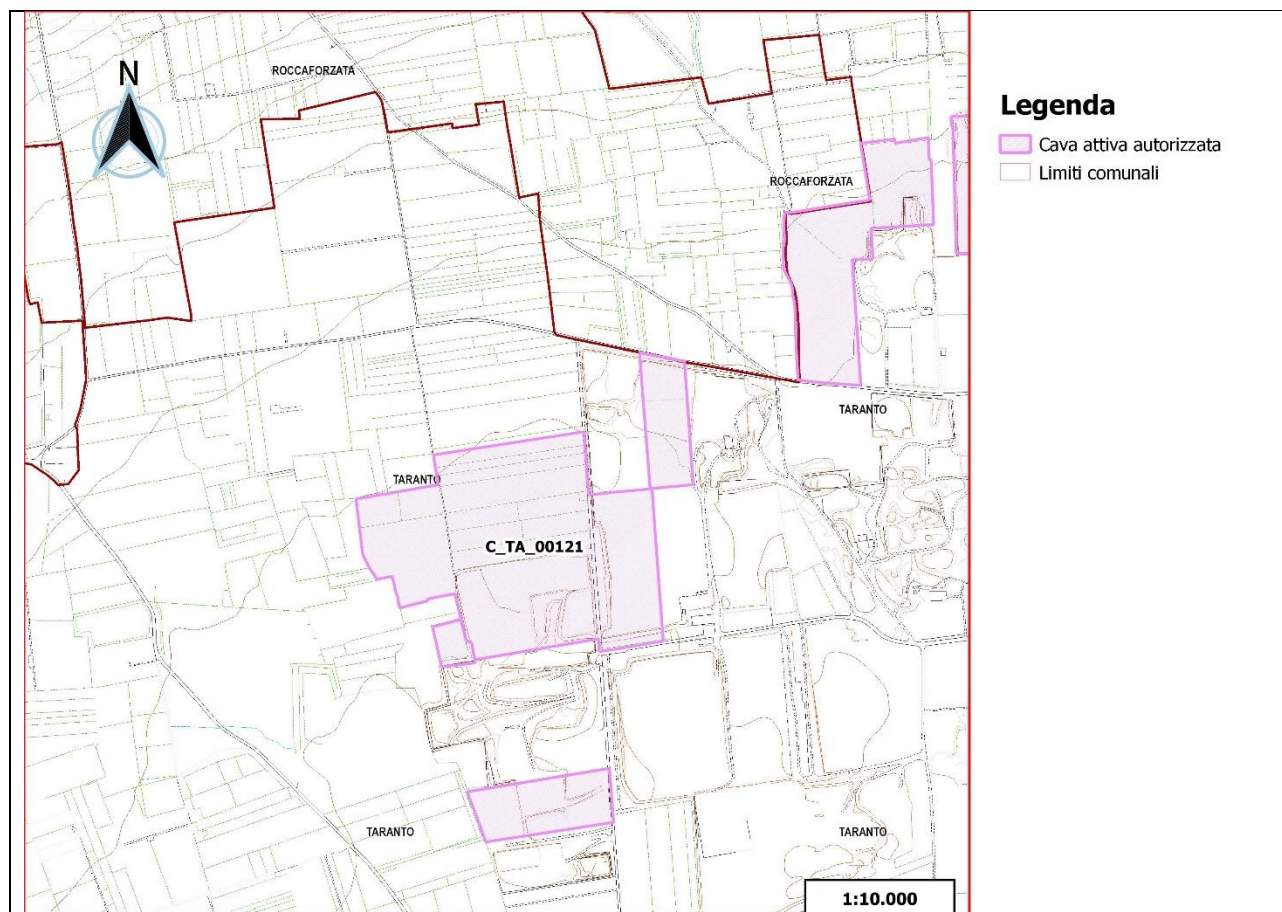 ROCCAFORZATA
N
Legenda
Cava attiva autorizzata
Limiti comunali
ROCCAFORZATA
TARANTO
TARANTO
C_TA_00121
TARANTO
TARANTO
1:10.000